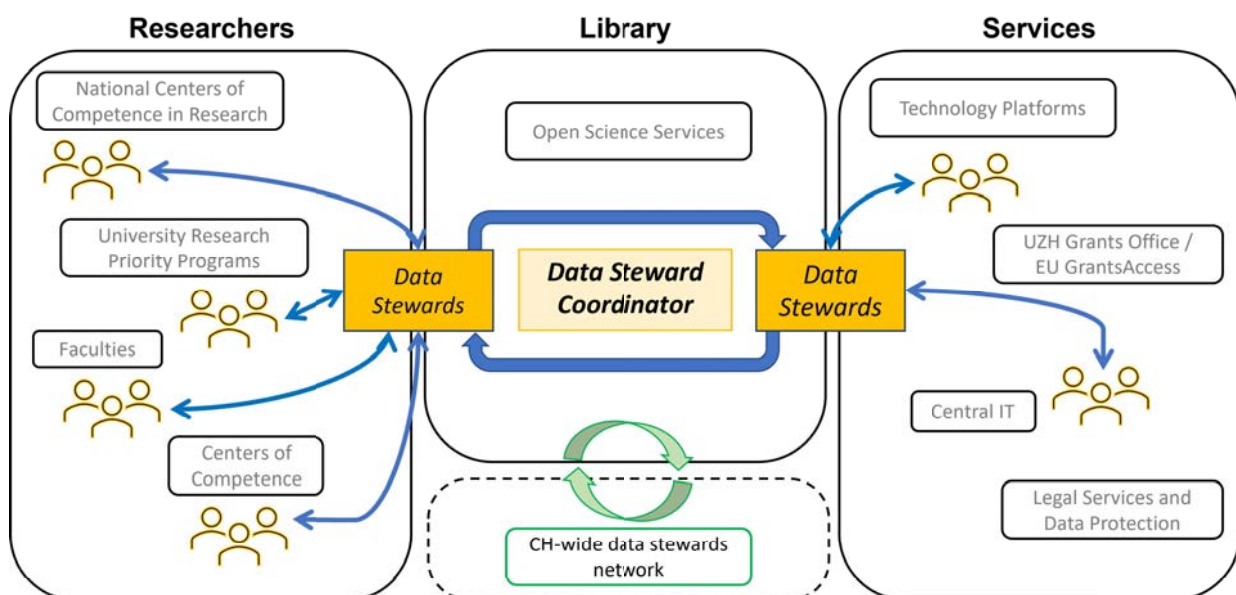 Researchers
National Centers of
Competence in Research
University Research
Priority Programs
Faculties
Centers of
Competence
Data
Stewards
Library
Open Science Services
Data Steward
Coordinator
CH-wide data stewards
network
Services
Technology Platforms
Data
Stewards
UZH Grants Office /
EU GrantsAccess
Central IT
Legal Services and
Data Protection